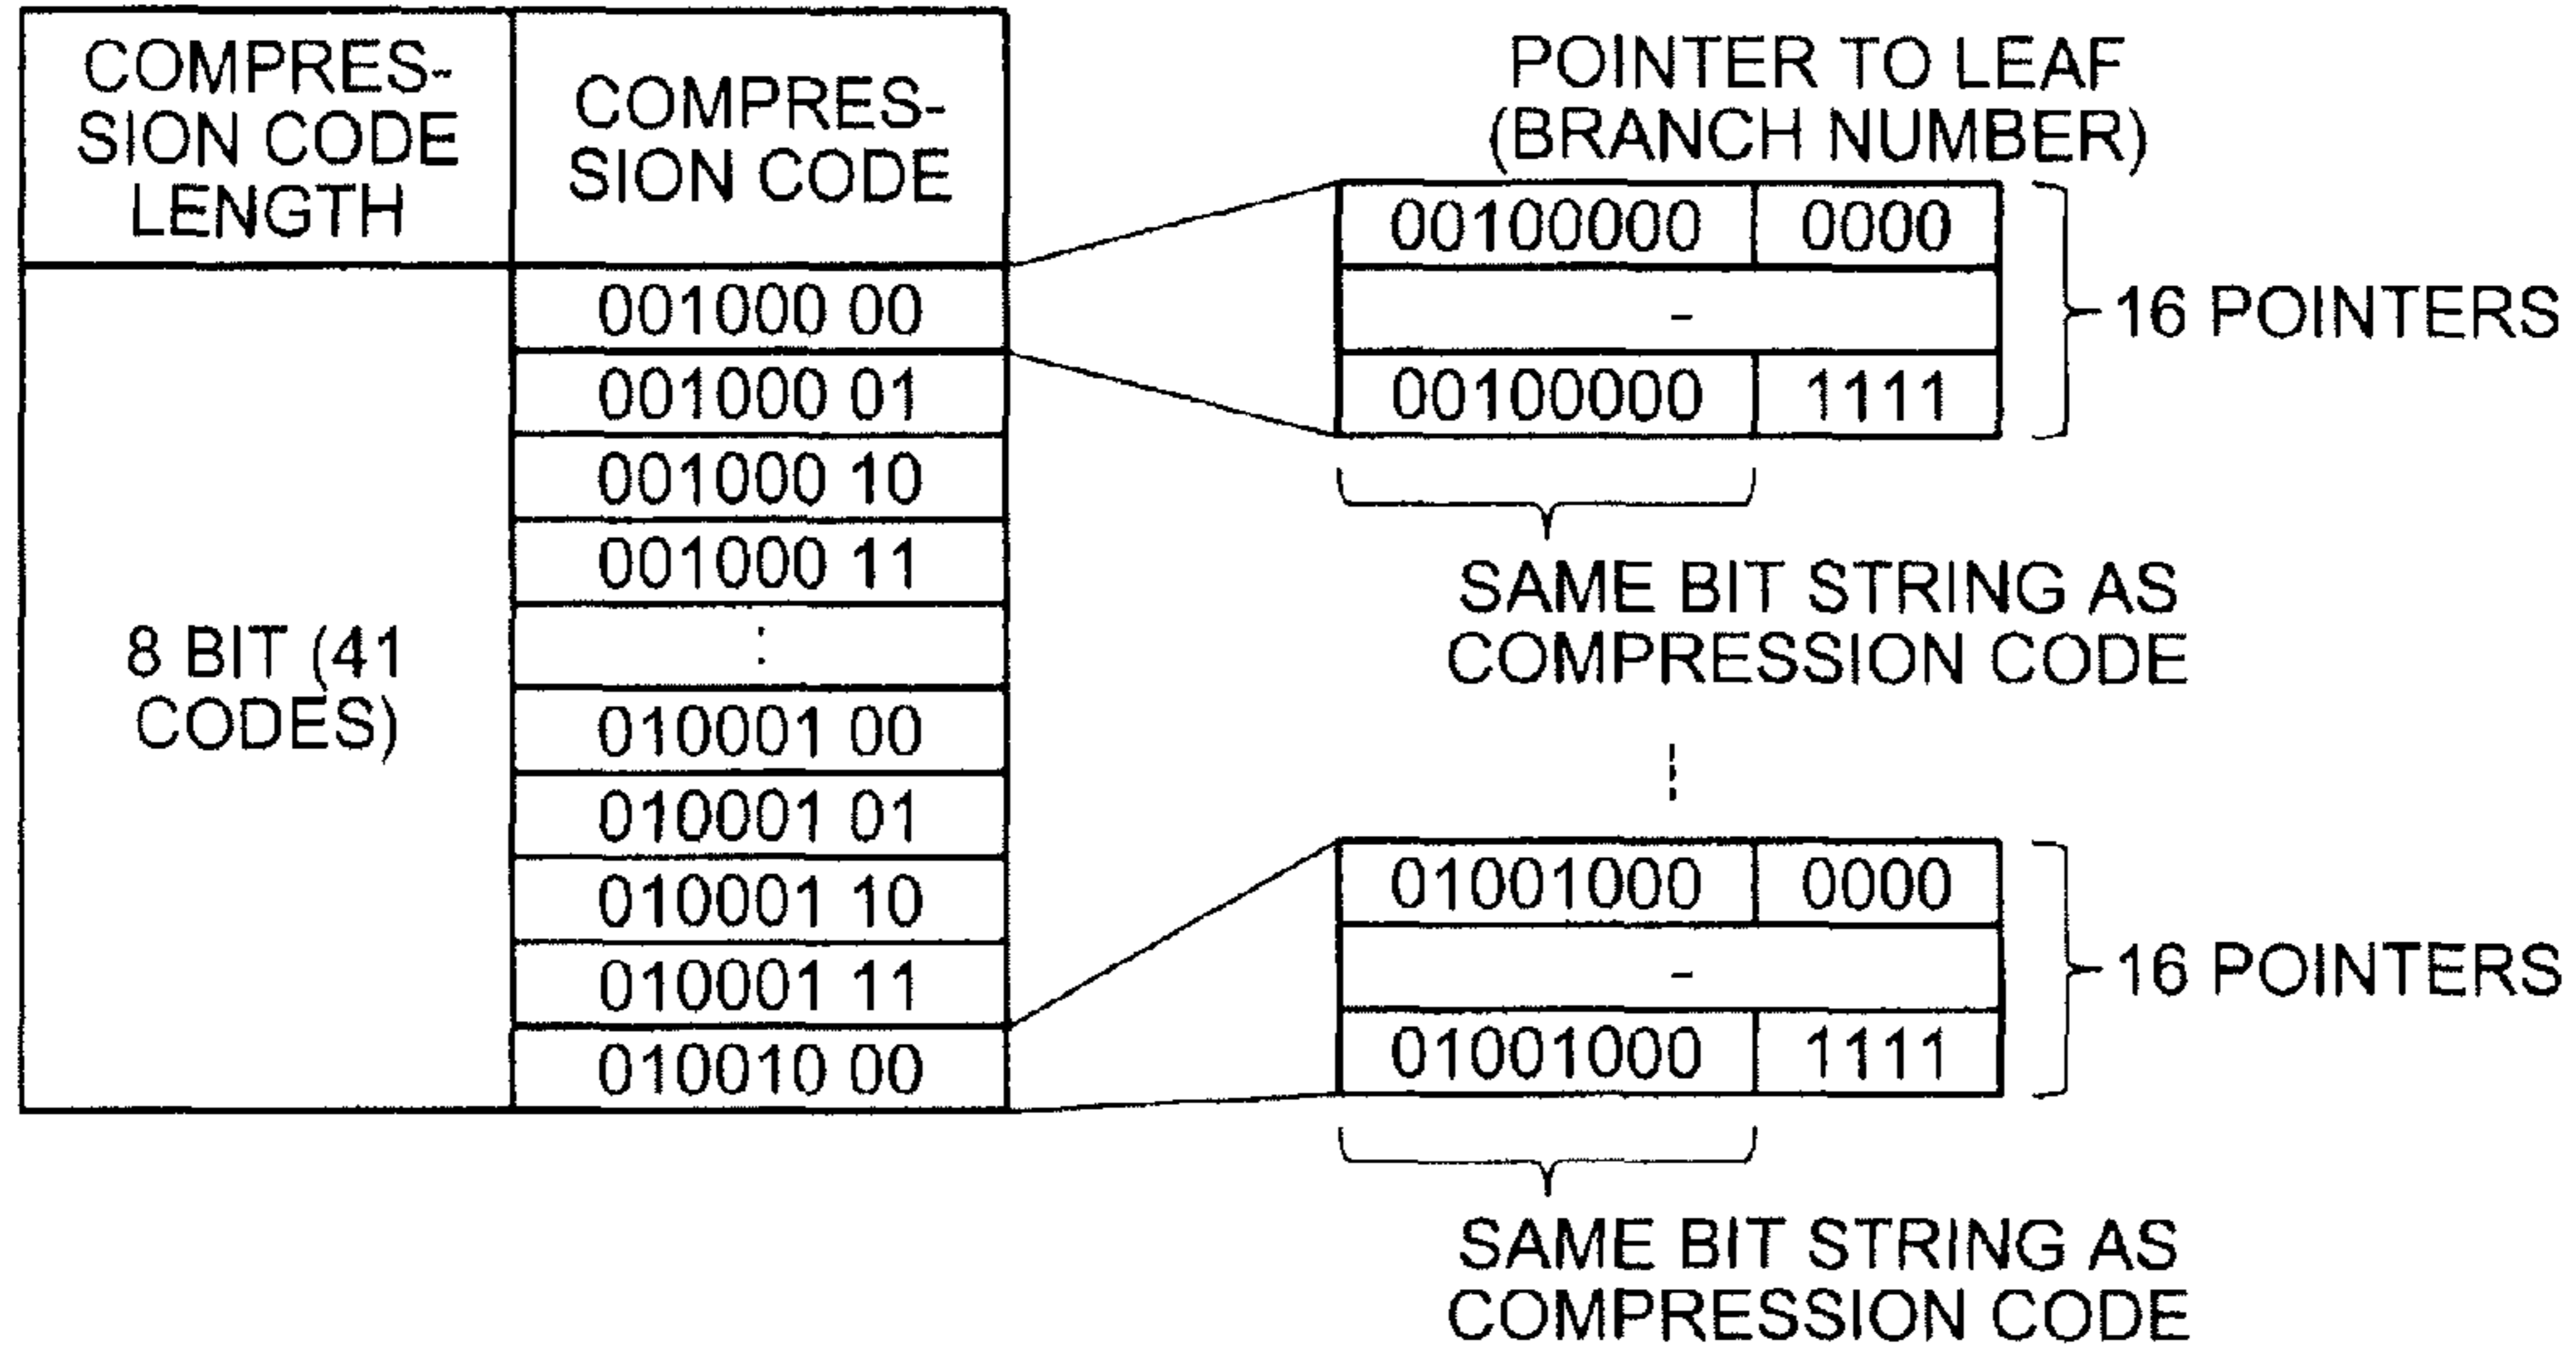 COMPRES-
SION CODE
LENGTH
COMPRES-
SION CODE
8 BIT (41
CODES)
001000 00
001000 01
001000 10
001000 11
:
010001 00
010001 01
010001 10
010001 11
010010 00
POINTER TO LEAF
(BRANCH NUMBER)
00100000 0000
-
00100000 1111
16 POINTERS
SAME BIT STRING AS
COMPRESSION CODE
01001000 0000
-
01001000 1111
16 POINTERS
SAME BIT STRING AS
COMPRESSION CODE